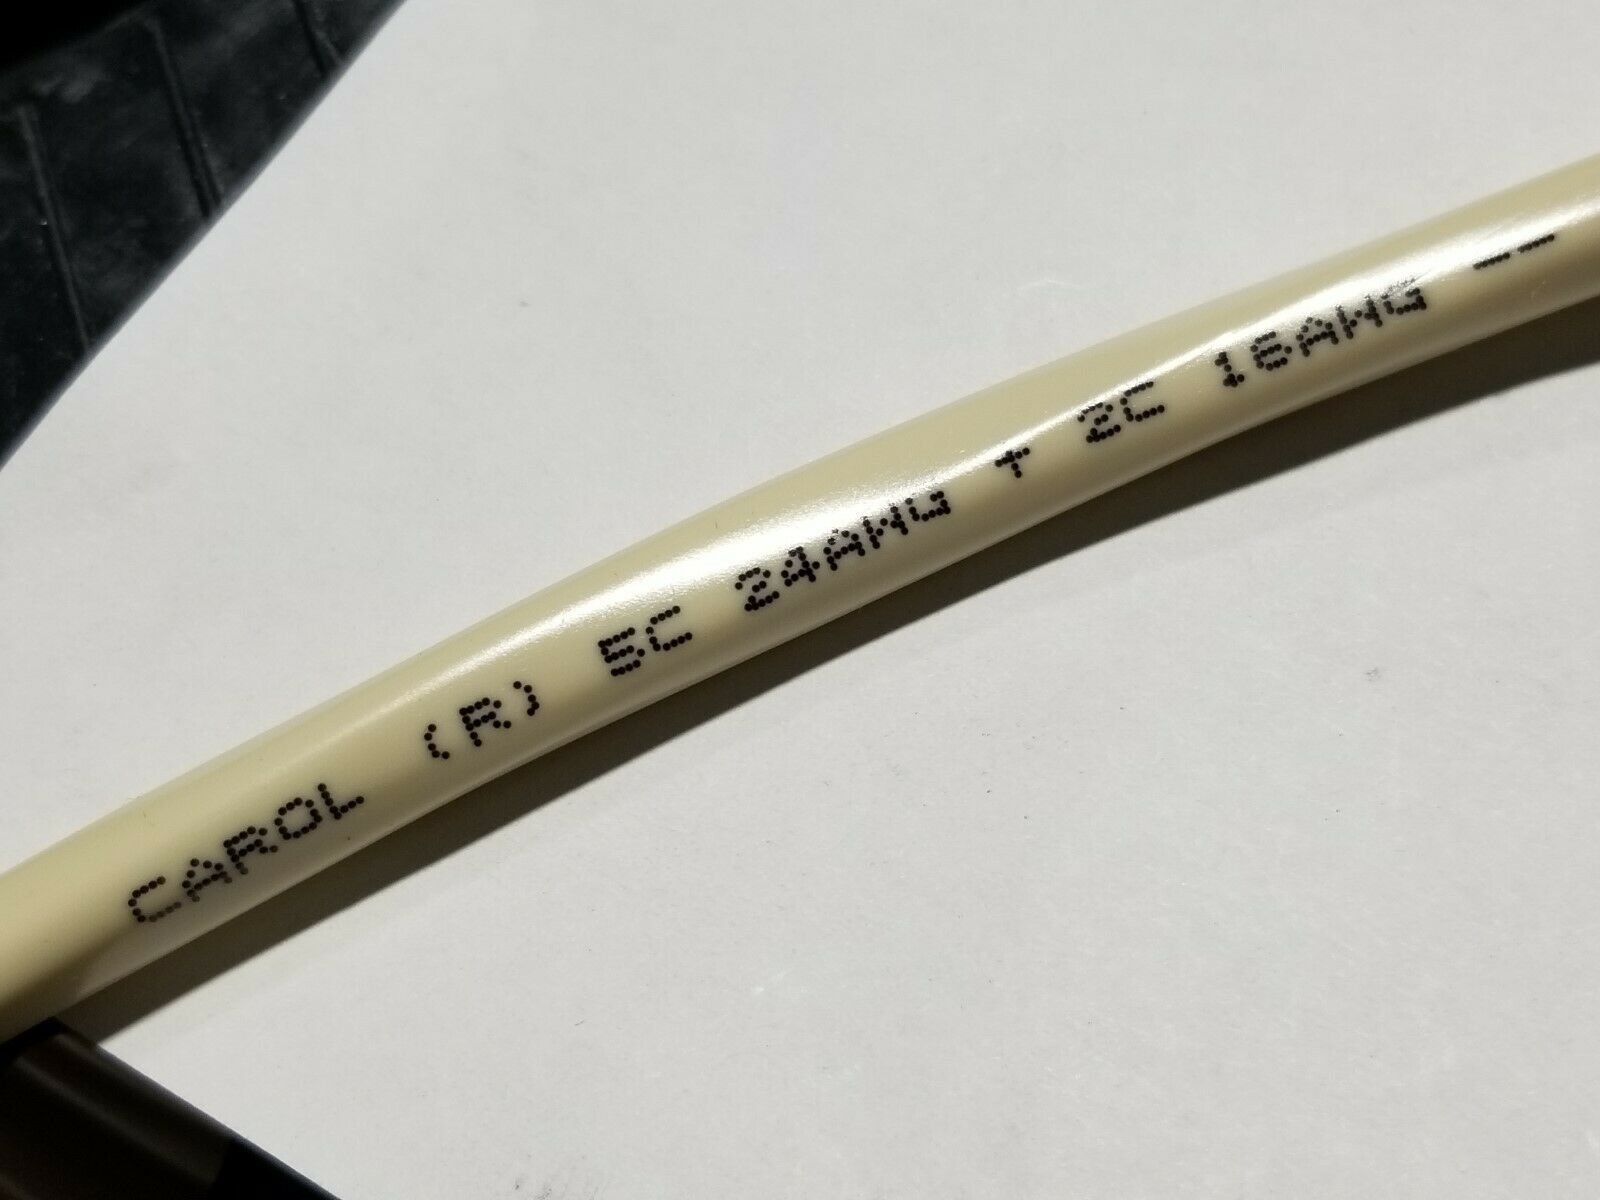 CAROL (R) 5C 24AWG + 2C 16AWG --